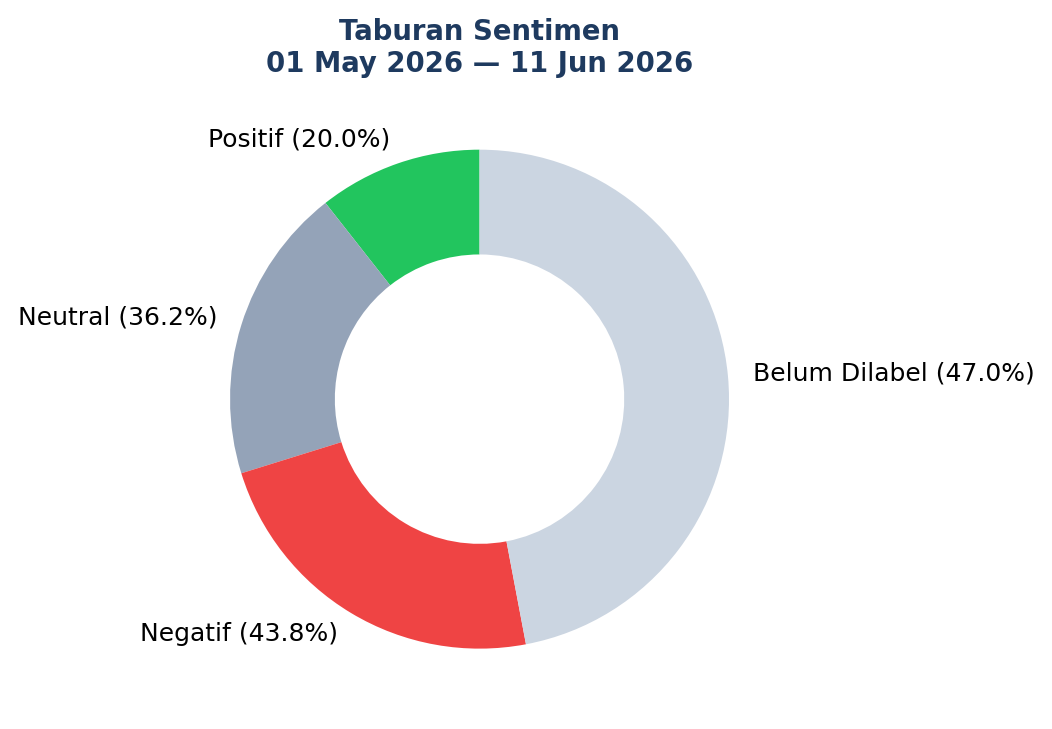 Taburan Sentimen
01 May 2026 — 11 Jun 2026
Positif (20.0%)
Neutral (36.2%)
Belum Dilabel (47.0%)
Negatif (43.8%)